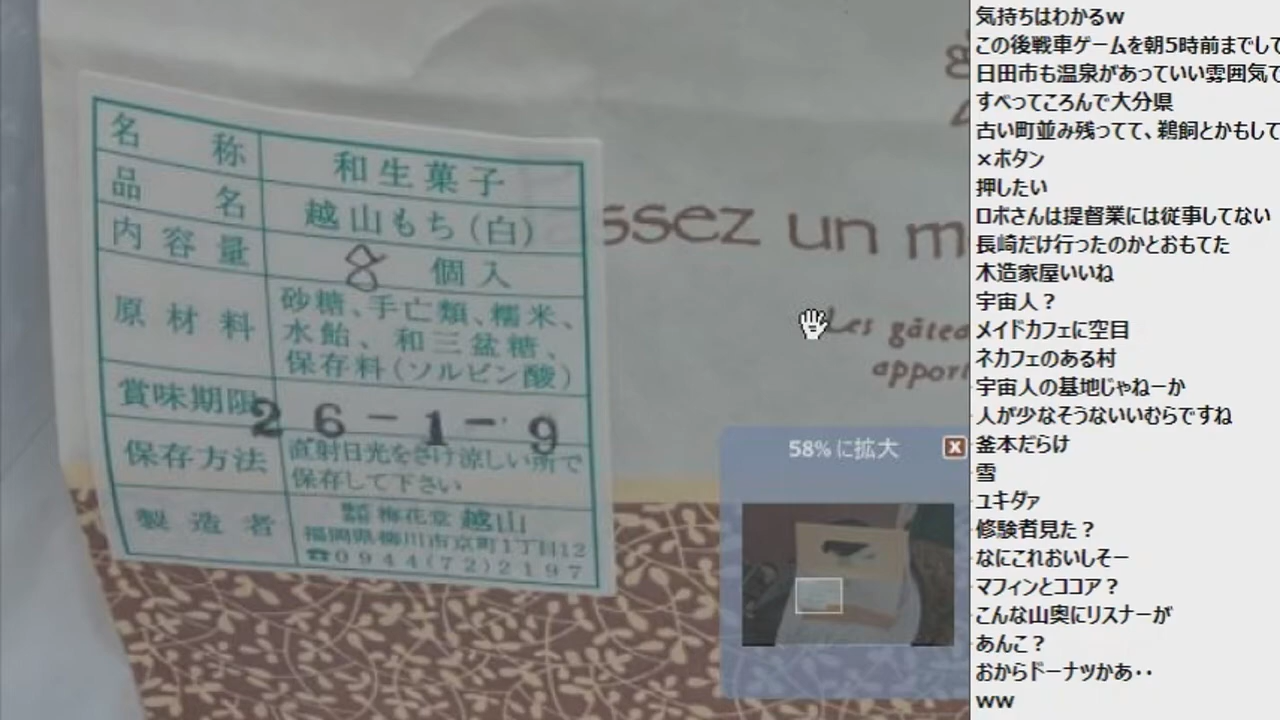 名称 和生菓子
品名 越山もち(白)
内容量 8個入
原材料 砂糖、手亡類、糯米、
水飴、和三盆糖、
保存料(ソルビン酸)
賞味期限 26-1-9
保存方法 直射日光をさけ涼しい所で
保存して下さい
製造者 梅花堂 越山
福岡県柳川市京町1丁目12
☎0944(72)2197
ssez un m
Les gâtea
appor
58% に拡大
気持ちはわかるw
この後戦車ゲームを朝5時前までして
日田市も温泉があっていい雰囲気で
すべってころんで大分県
古い町並み残ってて、鵜飼とかもして
×ボタン
押したい
ロボさんは提督業には従事してない
長崎だけ行ったのかとおもてた
木造家屋いいね
宇宙人?
メイドカフェに空目
ネカフェのある村
宇宙人の基地じゃねーか
人が少なそうないいむらですね
釜本だらけ
雪
ユキダァ
修験者見た?
なにこれおいしそー
マフィンとココア?
こんな山奥にリスナーが
あんこ?
おからドーナツかあ・・
ww